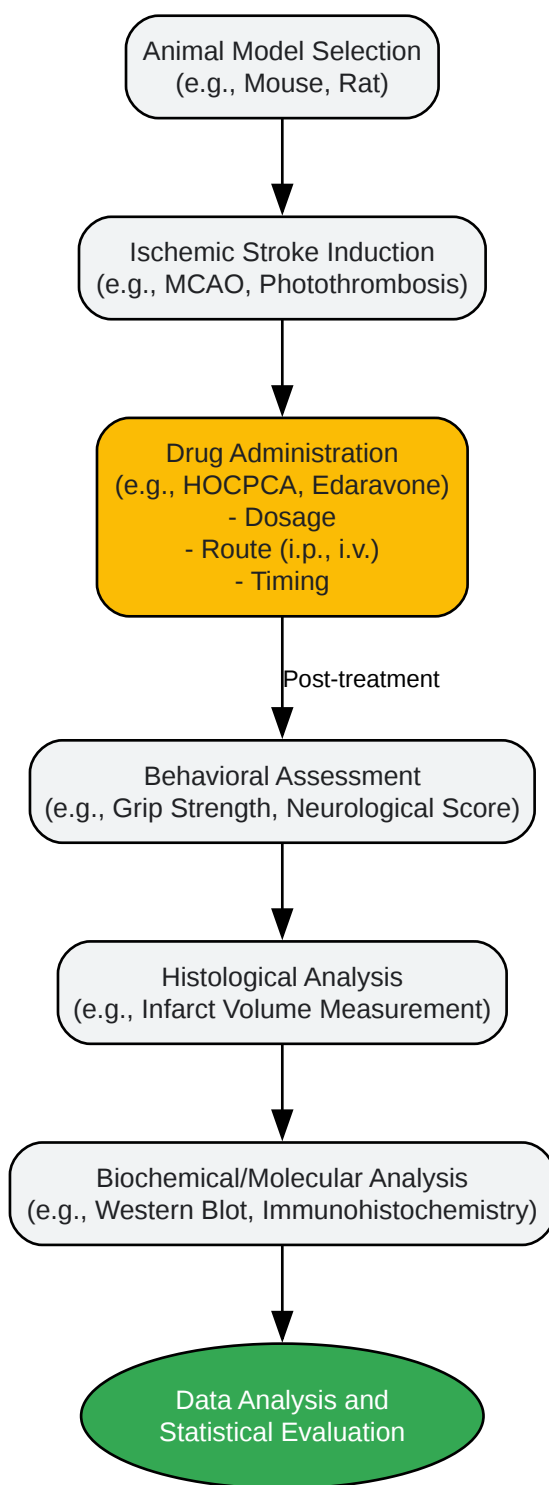 Animal Model Selection
(e.g., Mouse, Rat)
Ischemic Stroke Induction
(e.g., MCAO, Photothrombosis)
Drug Administration
(e.g., HOCPCA, Edaravone)
- Dosage
- Route (i.p., i.v.)
- Timing
Post-treatment
Behavioral Assessment
(e.g., Grip Strength, Neurological Score)
Histological Analysis
(e.g., Infarct Volume Measurement)
Biochemical/Molecular Analysis
(e.g., Western Blot, Immunohistochemistry)
Data Analysis and
Statistical Evaluation